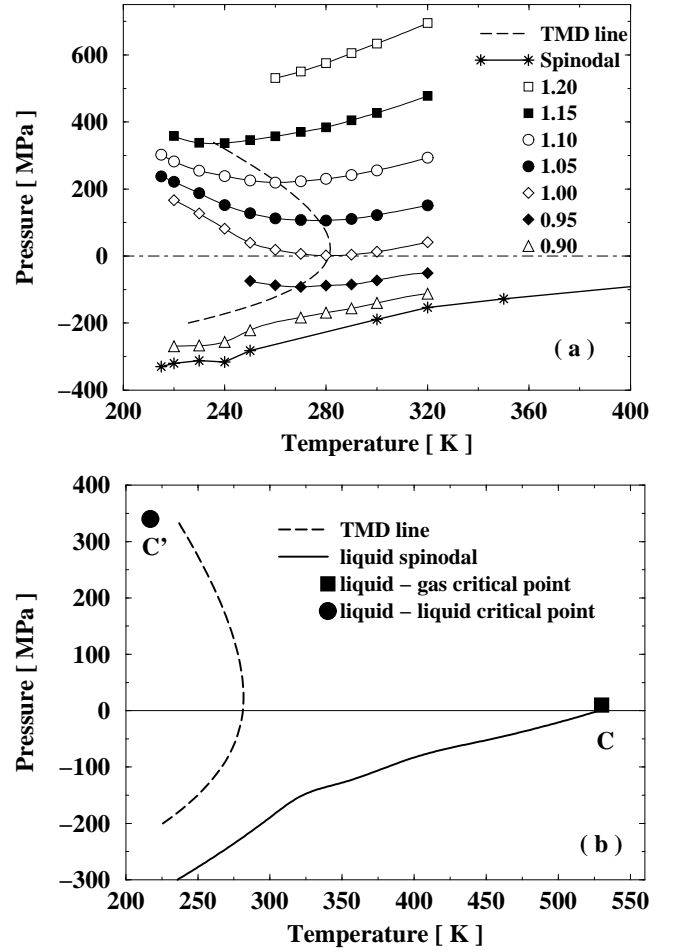 600
400
200
0
−200
−400
200
240
280
320
360
400
Pressure [ MPa ]
Temperature [ K ]
TMD line
Spinodal
1.20
1.15
1.10
1.05
1.00
0.95
0.90
( a )
400
300
200
100
0
−100
−200
−300
200
250
300
350
400
450
500
550
Pressure [ MPa ]
Temperature [ K ]
C’
TMD line
liquid spinodal
liquid − gas critical point
liquid − liquid critical point
C
( b )